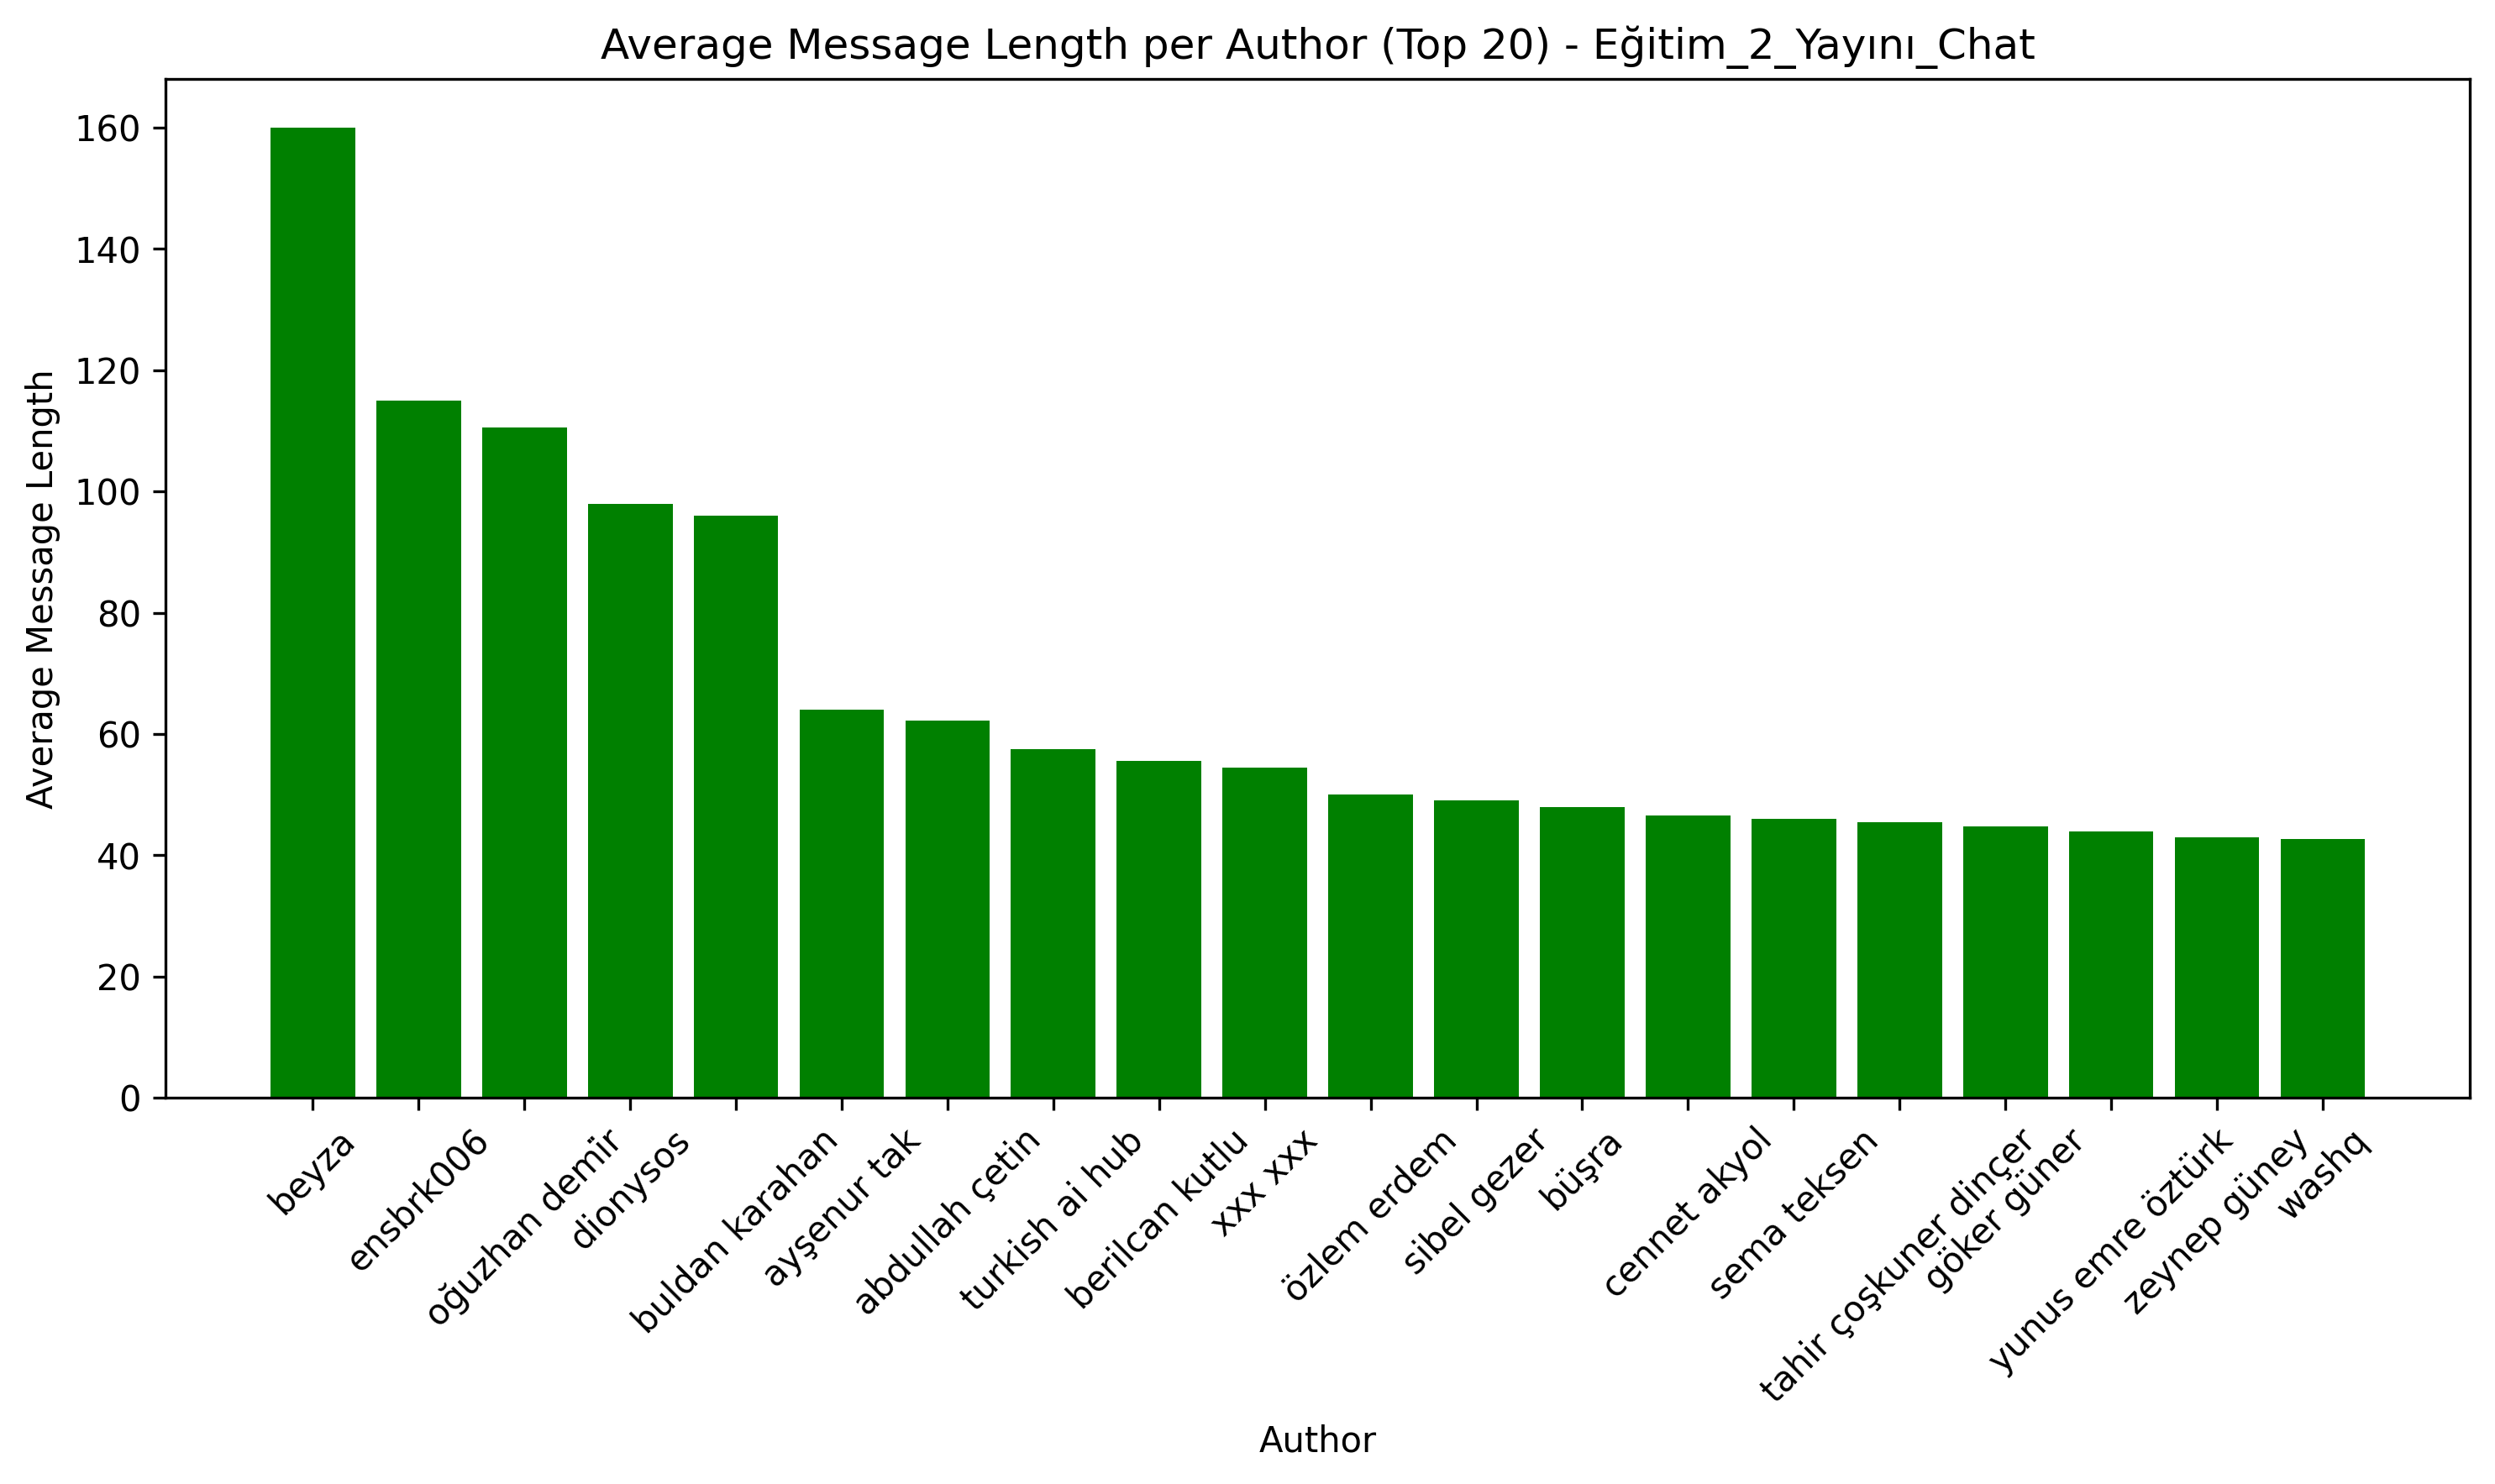 Average Message Length per Author (Top 20) - Eğitim_2_Yayını_Chat
Average Message Length
160
140
120
100
80
60
40
20
0
beyza
ensbrk006
oğuzhan demi̇r
dionysos
buldan karahan
ayşenur tak
abdullah çetin
turkish ai hub
berilcan kutlu
xxx xxx
özlem erdem
sibel gezer
büşra
cennet akyol
sema teksen
tahir çoşkuner dinçer
göker güner
yunus emre öztürk
zeynep güney
washq
Author